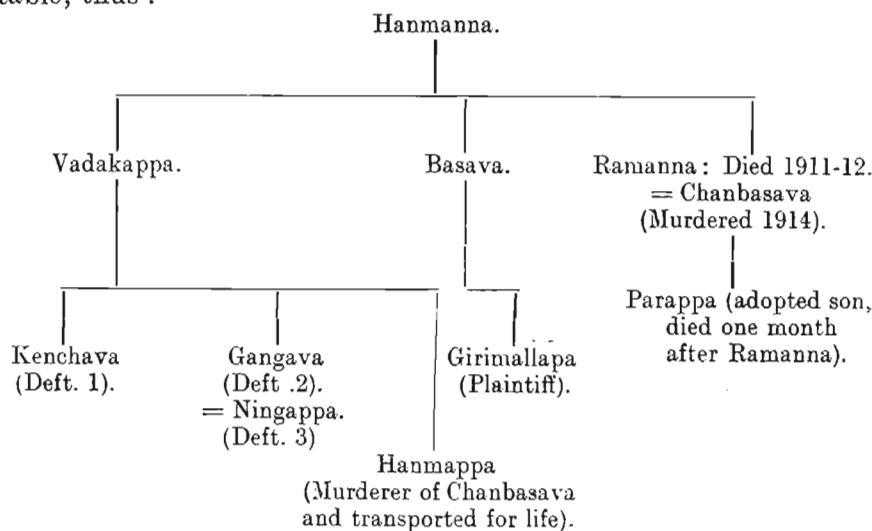 table, thus :
Hanmanna.
Vadakappa.
Basava.
Ramanna: Died 1911-12.
= Chanbasava
(Murdered 1914).
Parappa (adopted son,
died one month
after Ramanna).
Kenchava
(Deft. 1).
Gangava
(Deft .2).
= Ningappa.
(Deft. 3)
Girimallapa
(Plaintiff).
Hanmappa
(Murderer of Chanbasava
and transported for life).